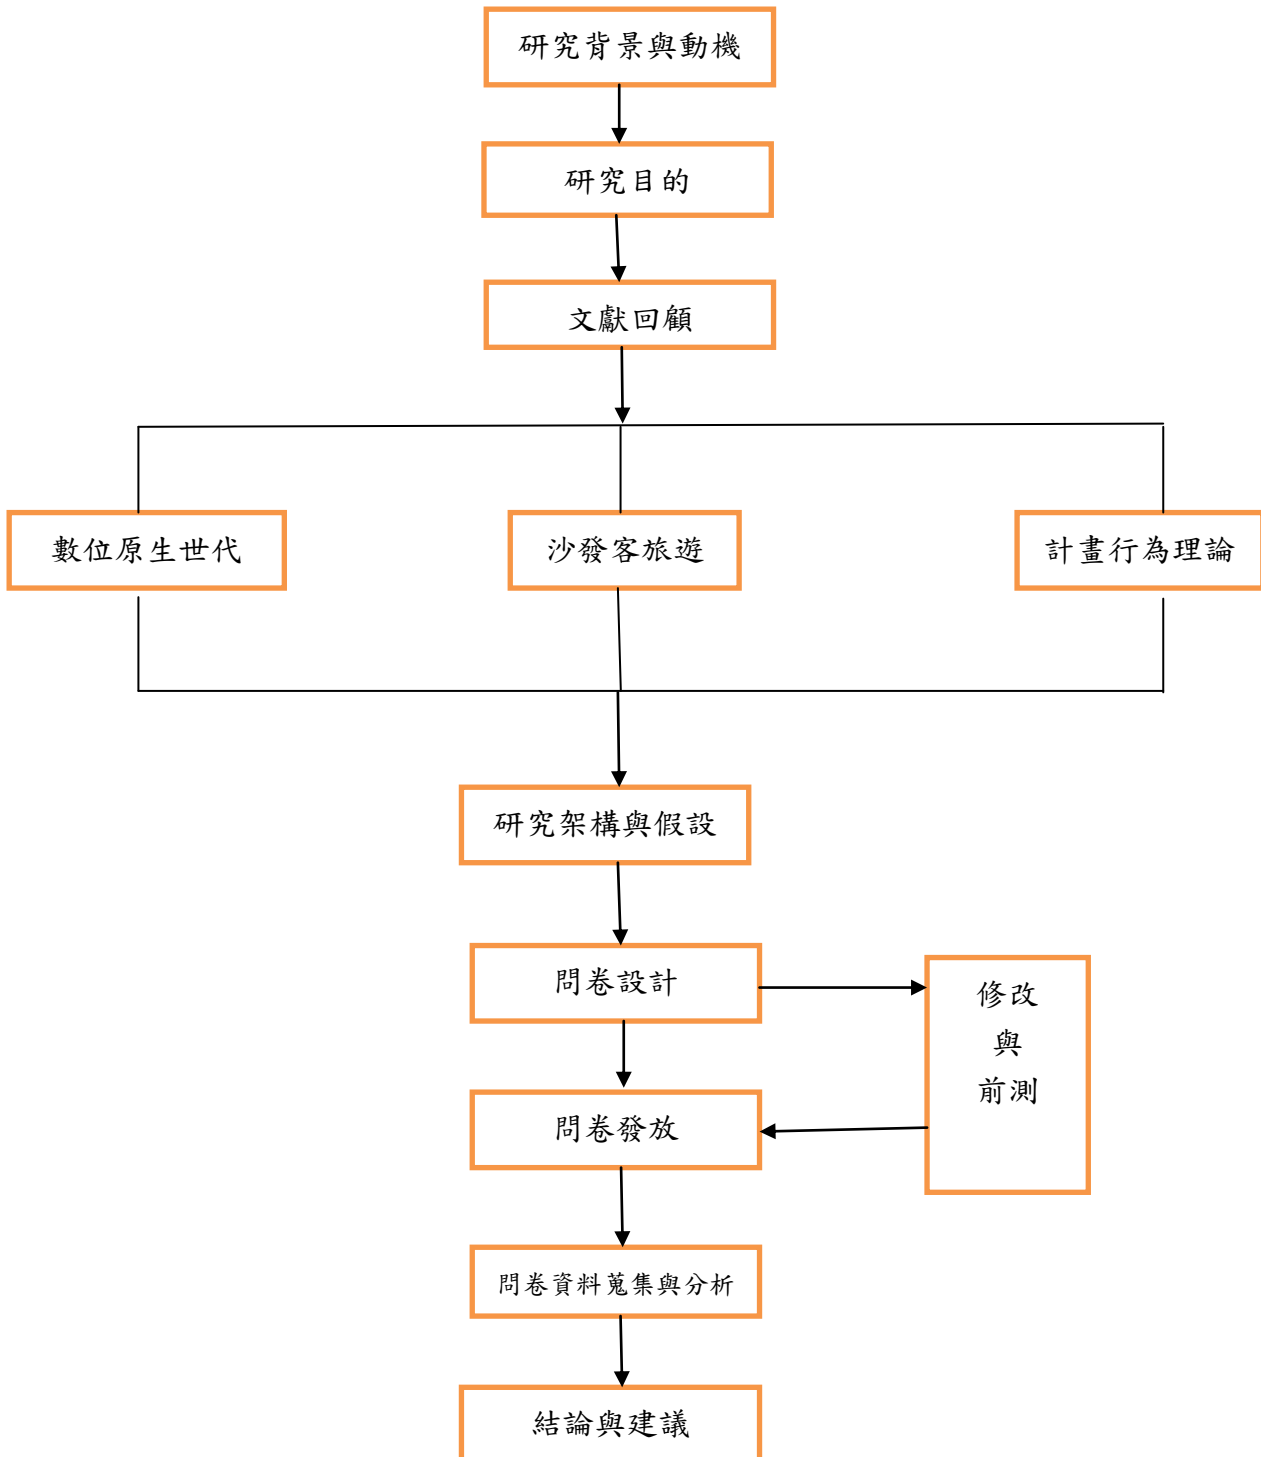 研究背景與動機
研究目的
文獻回顧
數位原生世代
沙發客旅遊
計畫行為理論
研究架構與假設
問卷設計
修改
與
前測
問卷發放
問卷資料蒐集與分析
結論與建議